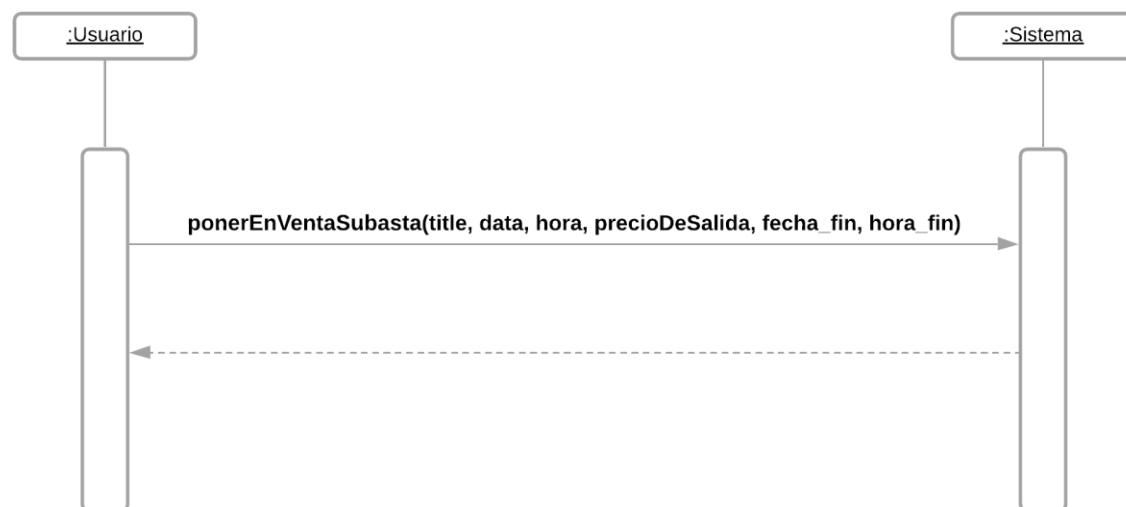 :Usuario
:Sistema
ponerEnVentaSubasta(title, data, hora, precioDeSalida, fecha_fin, hora_fin)